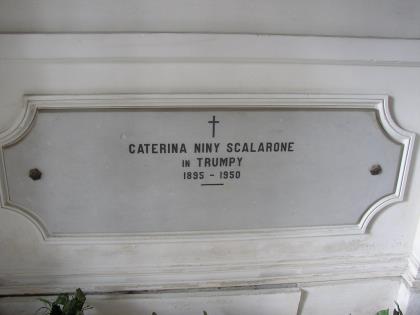 CATERINA NINY SCALARONE
IN TRUMPY
1895 - 1950